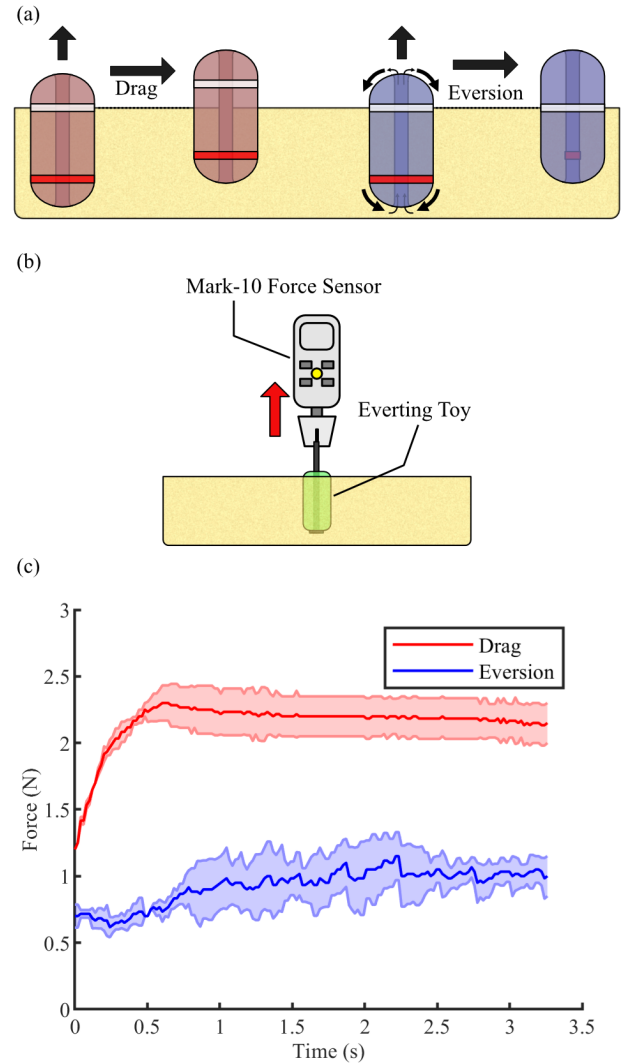 (a)
Drag
Eversion
(b)
Mark-10 Force Sensor
Everting Toy
(c)
3
2.5
2
1.5
1
0.5
0
Force (N)
Drag
Eversion
0
0.5
1
1.5
2
2.5
3
3.5
Time (s)